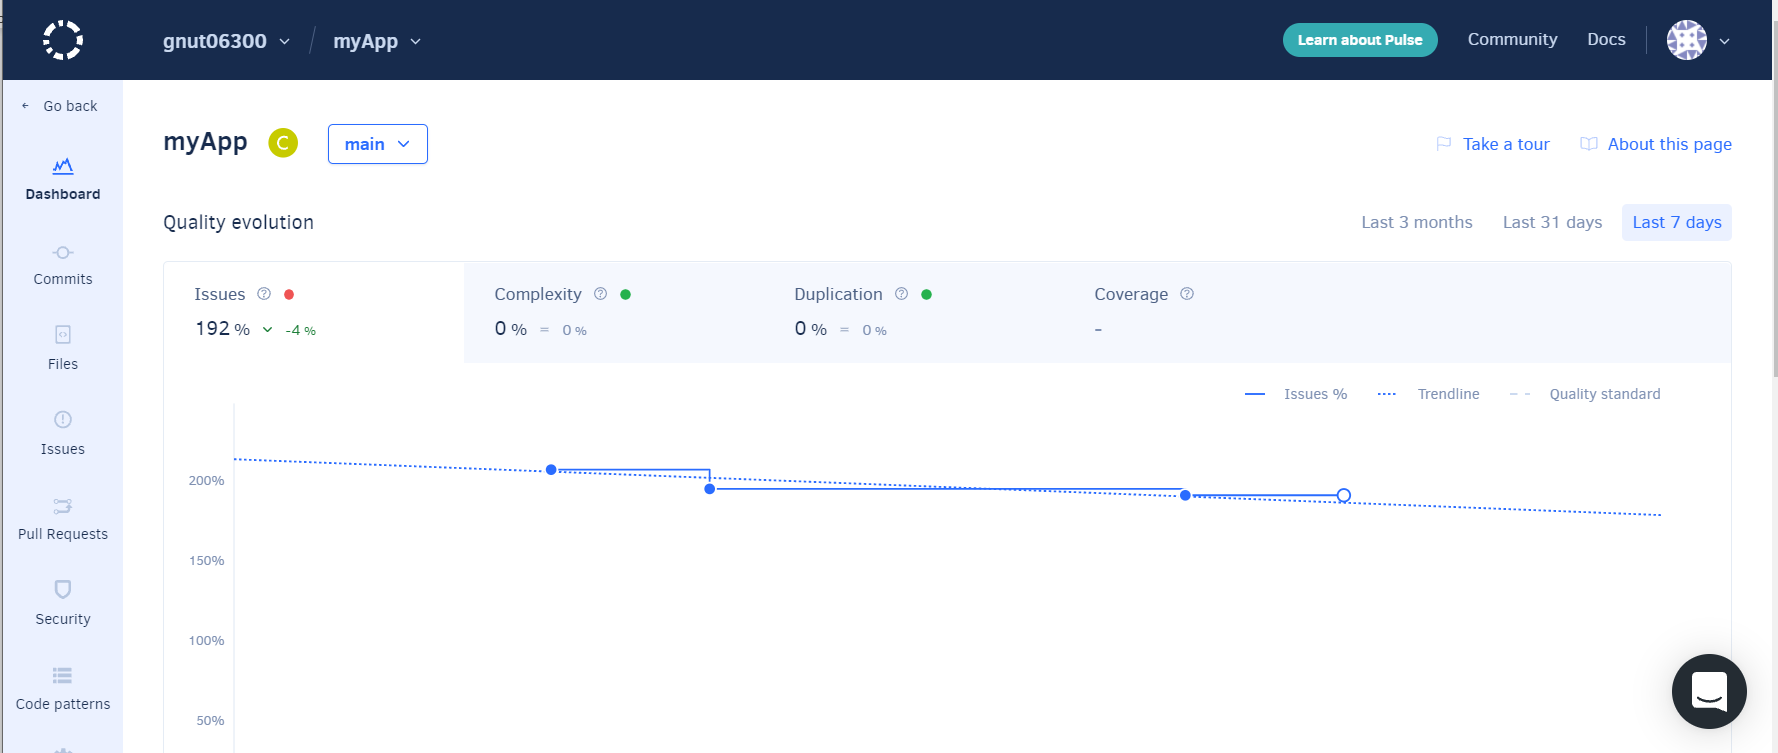 gnut06300 / myApp
Learn about Pulse
Community
Docs
Go back
Dashboard
Commits
Files
Issues
Pull Requests
Security
Code patterns
myApp C main
Take a tour
About this page
Quality evolution
Last 3 months
Last 31 days
Last 7 days
Issues
192 % -4 %
Complexity
0 % = 0 %
Duplication
0 % = 0 %
Coverage
-
Issues %
Trendline
Quality standard
200%
150%
100%
50%